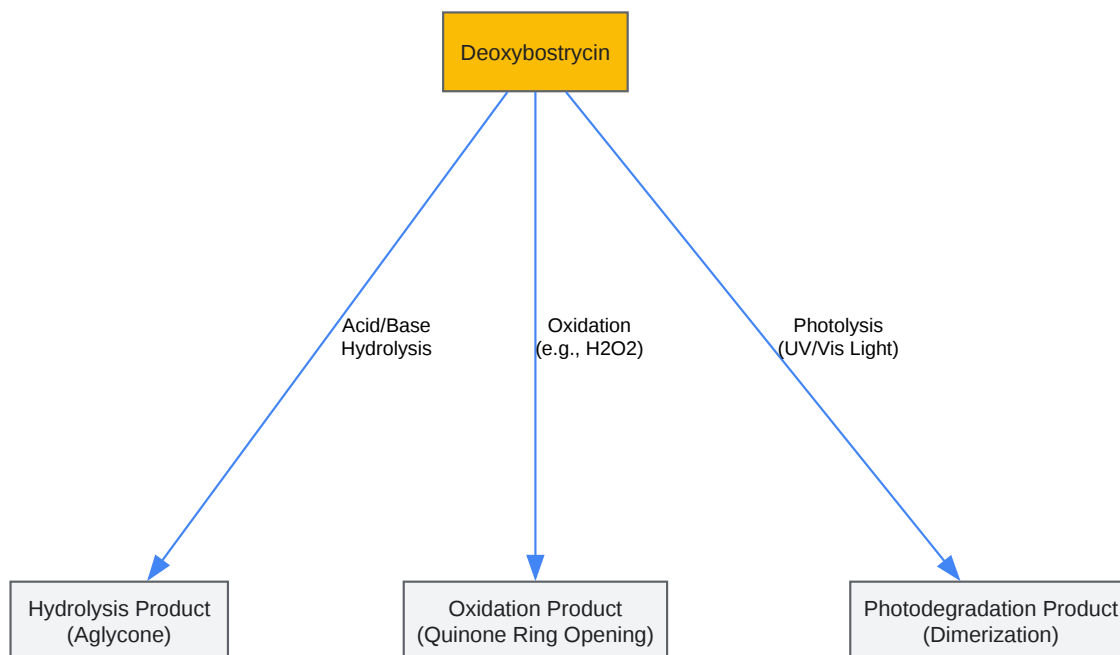 Deoxybostrycin
Acid/Base
Hydrolysis
Oxidation
(e.g., H2O2)
Photolysis
(UV/Vis Light)
Hydrolysis Product
(Aglycone)
Oxidation Product
(Quinone Ring Opening)
Photodegradation Product
(Dimerization)